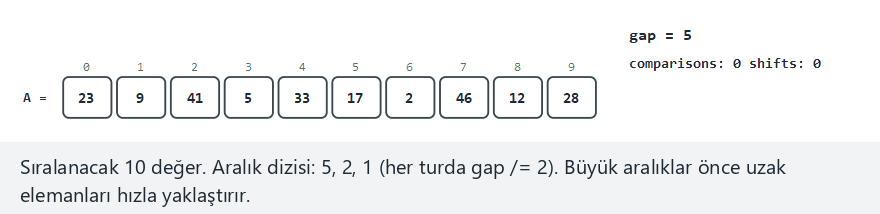 gap = 5
comparisons: 0 shifts: 0
0 1 2 3 4 5 6 7 8 9
A = 23 9 41 5 33 17 2 46 12 28
Sıralanacak 10 değer. Aralık dizisi: 5, 2, 1 (her turda gap /= 2). Büyük aralıklar önce uzak
elemanları hızla yaklaştırır.